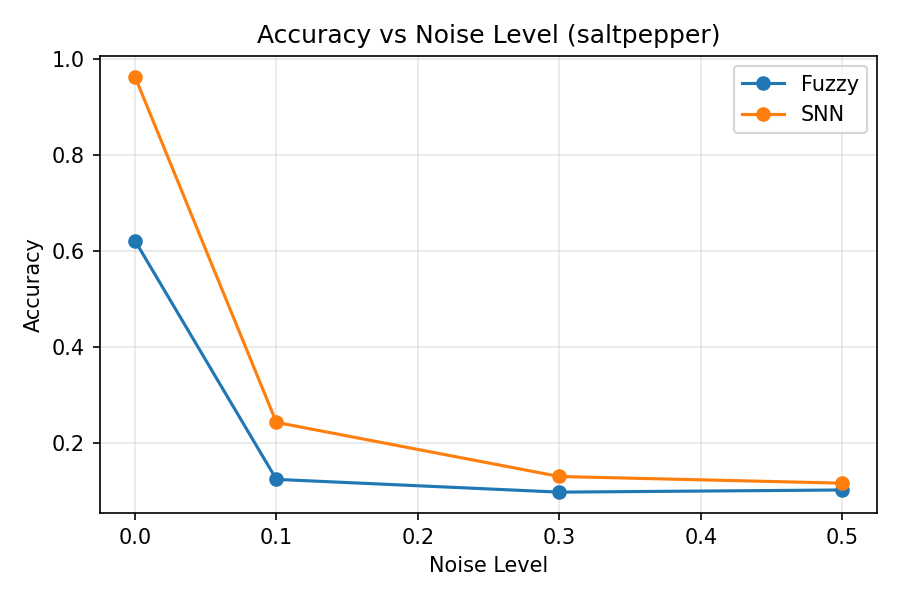 Accuracy vs Noise Level (saltpepper)
Fuzzy
SNN
Accuracy
1.0
0.8
0.6
0.4
0.2
0.0 0.1 0.2 0.3 0.4 0.5
Noise Level